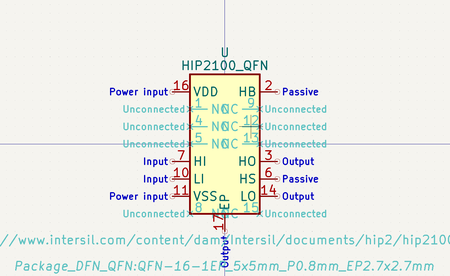 U
HIP2100_QFN
Power input 16 VDD HB 2 Passive
Unconnected 1 NC NC 9 Unconnected
Unconnected 4 NC NC 12 Unconnected
Unconnected 5 NC NC 13 Unconnected
Input 7 HI HO 3 Output
Input 10 LI HS 6 Passive
Power input 11 VSS LO 14 Output
Unconnected 8 NC 15 Unconnected
EP
17
Output
//www.intersil.com/content/dam/intersil/documents/hip2/hip2100
Package_DFN_QFN:QFN-16-1EP_5x5mm_P0.8mm_EP2.7x2.7mm